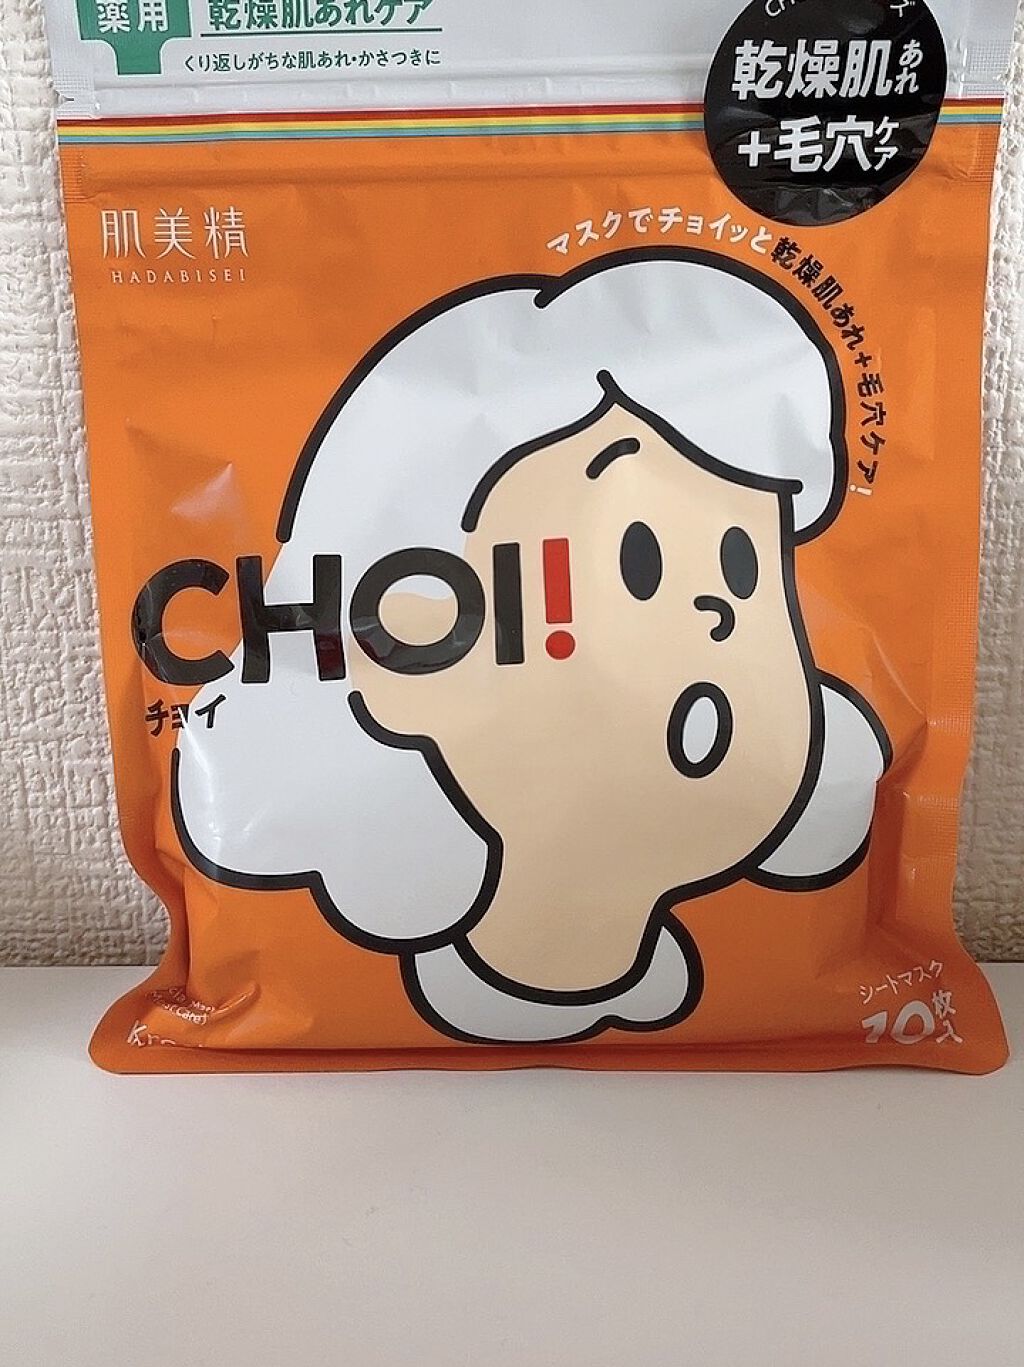 薬用
乾燥肌あれケア
くり返しがちな肌あれ・かさつきに
乾燥肌あれ
+毛穴ケア
肌美精
HADABISEI
マスクでチョイッと乾燥肌あれ+毛穴ケア!
CHOI!
チョイ
シートマスク
10枚入